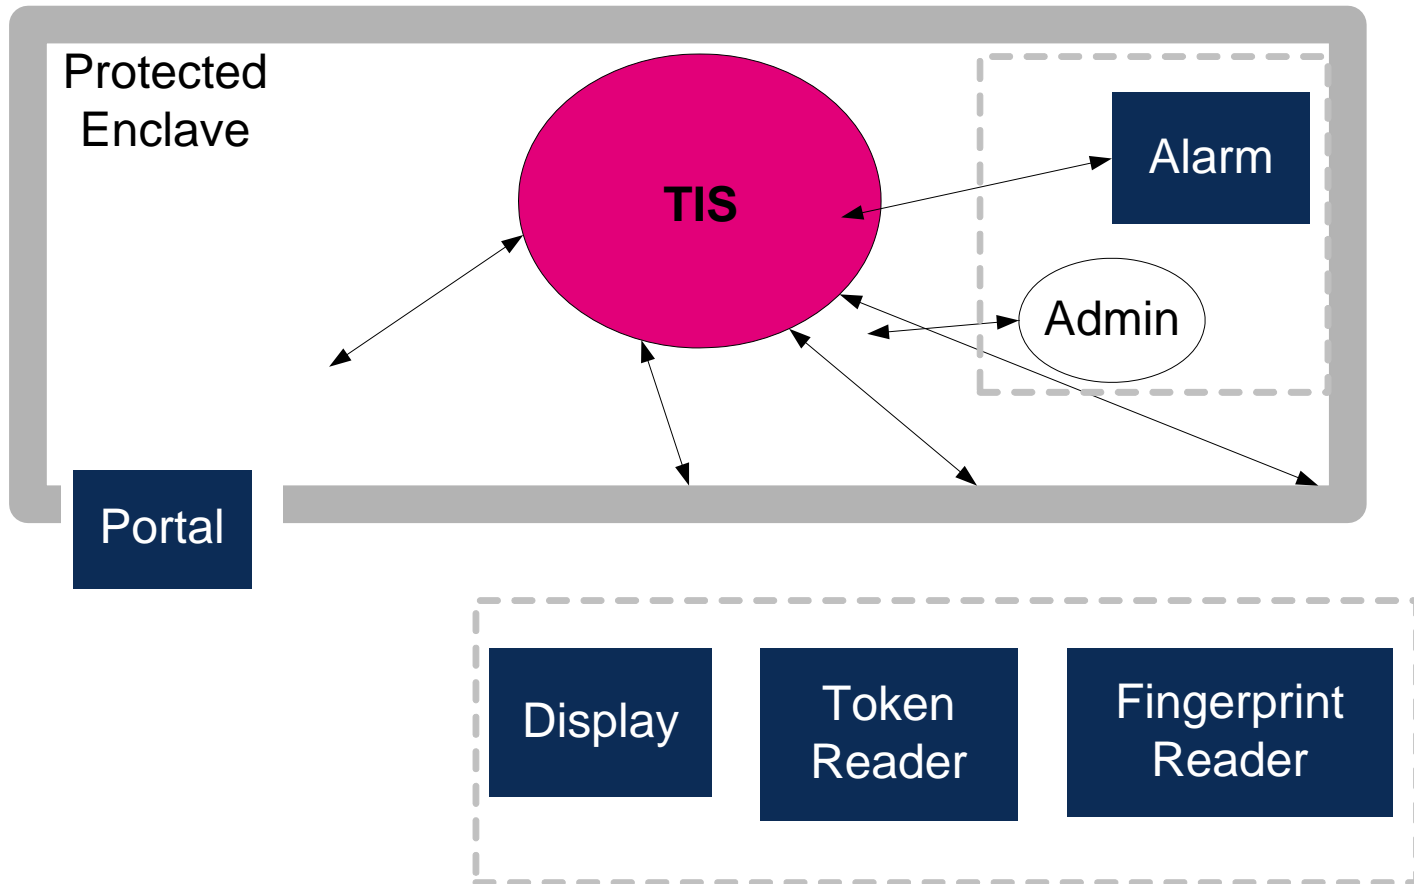 Protected
Enclave
TIS
Alarm
Admin
Portal
Display
Token
Reader
Fingerprint
Reader